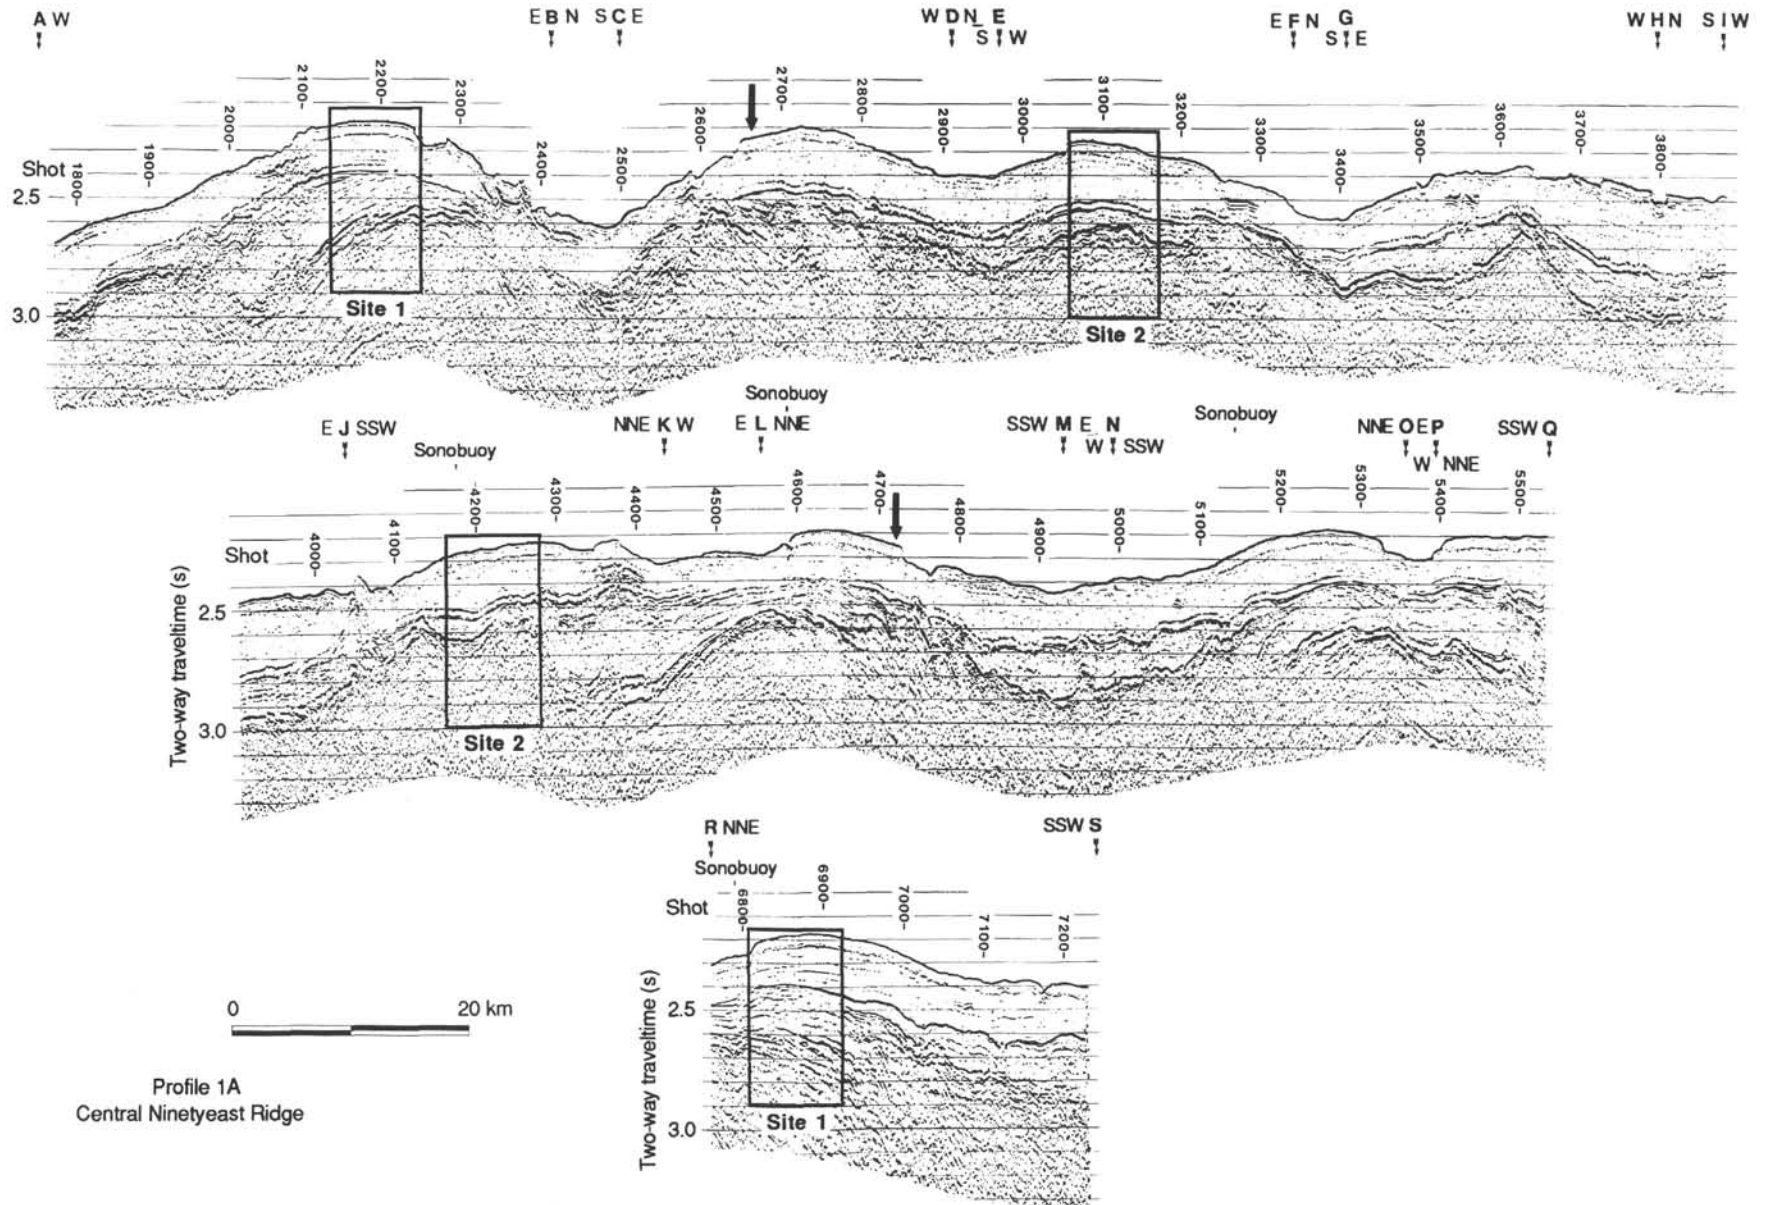 A W E B N S C E W D N E E F N G W H N S I W
S W S E
2100- 2200- 2300- 2700- 2800- 3100- 3200- 3600- 3700-
1800- 1900- 2000- 2400- 2500- 2600- 2900- 3000- 3300- 3400- 3500- 3800-
Shot
2.5
3.0
Site 1
Site 2
Sonobuoy
E J SSW NNE K W E L NNE SSW M E N NNE O E P SSW Q
W SSW W NNE
Sonobuoy
Sonobuoy
4000- 4100- 4200- 4300- 4400- 4500- 4600- 4700- 4800- 4900- 5000- 5100- 5200- 5300- 5400- 5500-
Shot
Two-way traveltime (s)
2.5
3.0
Site 2
R NNE SSW S
Sonobuoy
6800- 6900- 7000- 7100- 7200-
Shot
Two-way traveltime (s)
2.5
3.0
Site 1
0 20 km
Profile 1A
Central Ninetyeast Ridge